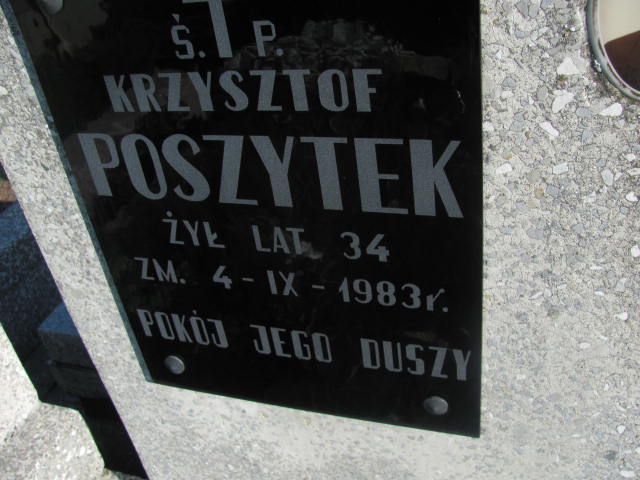 Ś. P.
KRZYSZTOF
POSZYTEK
ŻYŁ LAT 34
ZM. 4-IX-1983r.
POKÓJ JEGO DUSZY